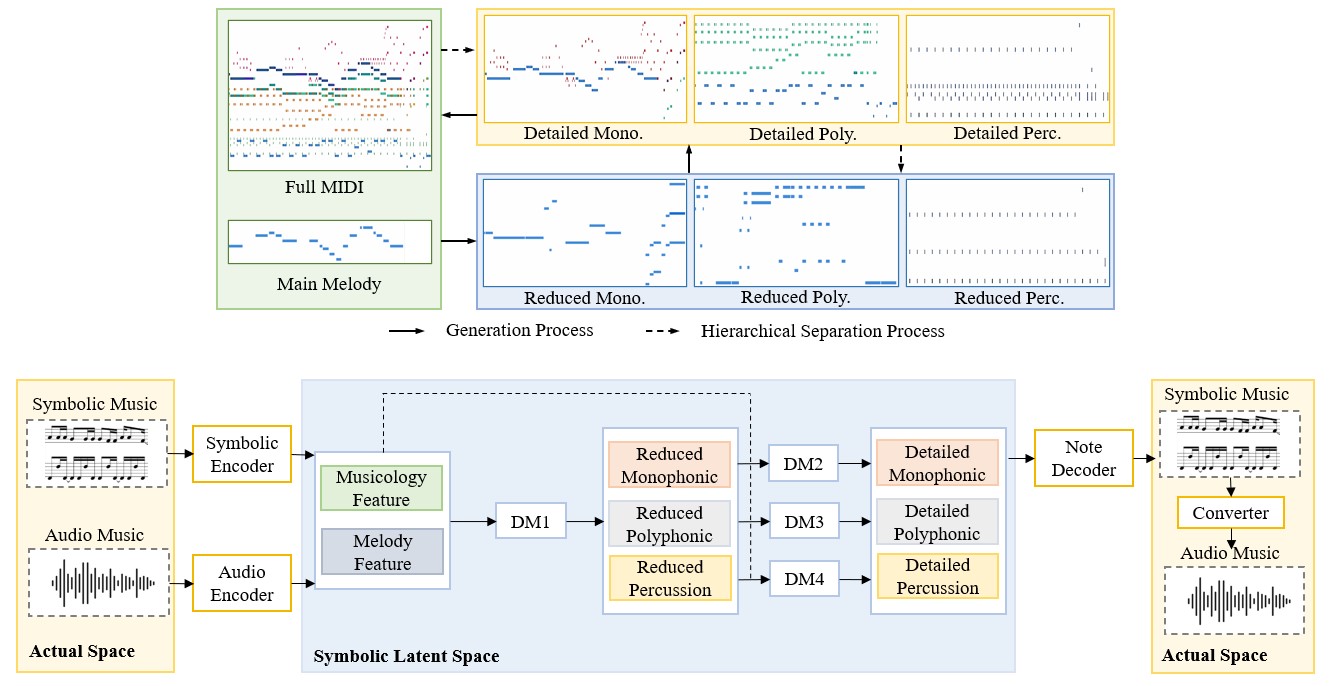 Full MIDI
Main Melody
Detailed Mono.
Detailed Poly.
Detailed Perc.
Reduced Mono.
Reduced Poly.
Reduced Perc.
Generation Process
Hierarchical Separation Process
Symbolic Music
Audio Music
Actual Space
Symbolic
Encoder
Audio
Encoder
Musicology
Feature
Melody
Feature
DM1
Reduced
Monophonic
Reduced
Polyphonic
Reduced
Percussion
DM2
DM3
DM4
Detailed
Monophonic
Detailed
Polyphonic
Detailed
Percussion
Symbolic Latent Space
Note
Decoder
Symbolic Music
Converter
Audio Music
Actual Space